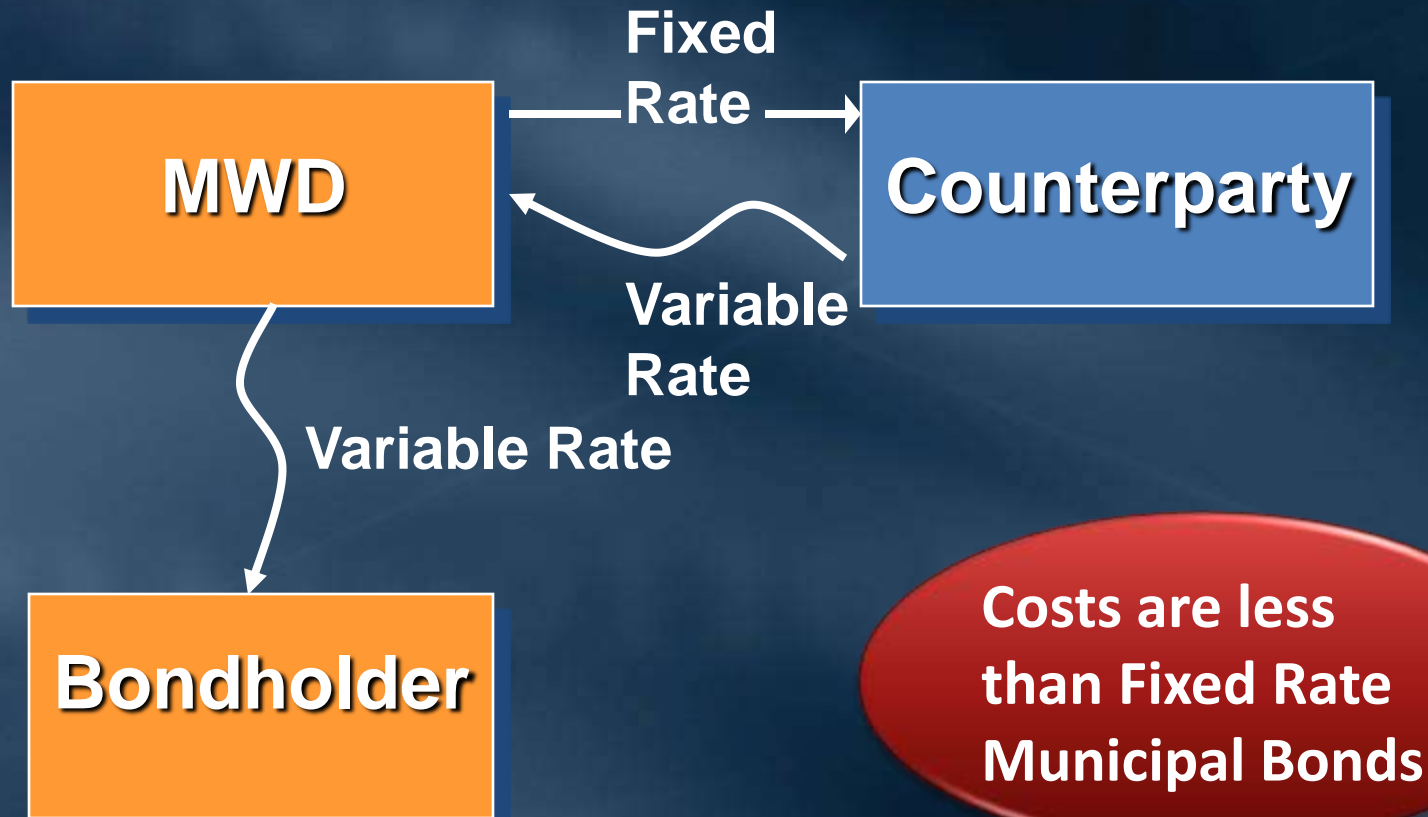 Fixed
Rate
MWD
Counterparty
Variable
Rate
Variable Rate
Bondholder
Costs are less
than Fixed Rate
Municipal Bonds